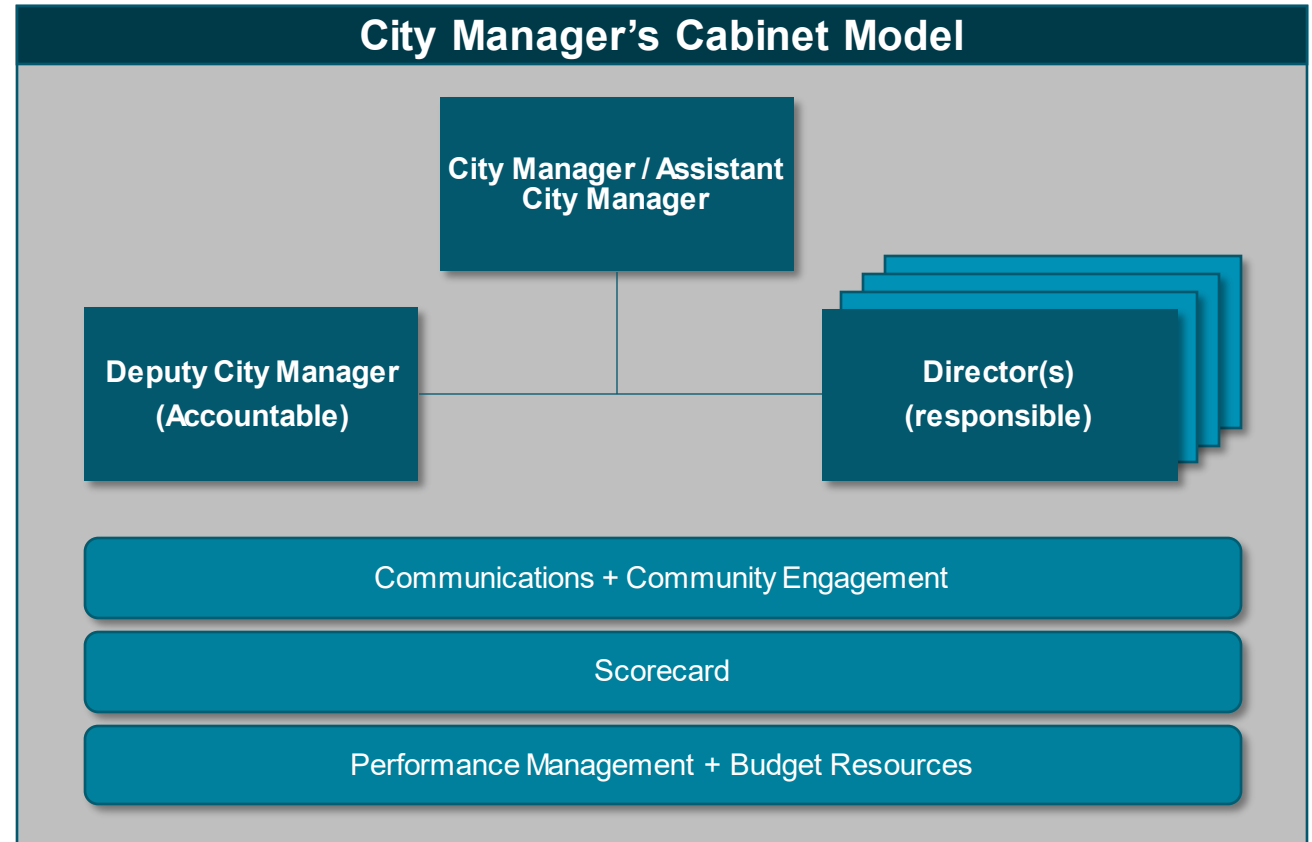 City Manager’s Cabinet Model
City Manager / Assistant
City Manager
Deputy City Manager
(Accountable)
Director(s)
(responsible)
Communications + Community Engagement
Scorecard
Performance Management + Budget Resources